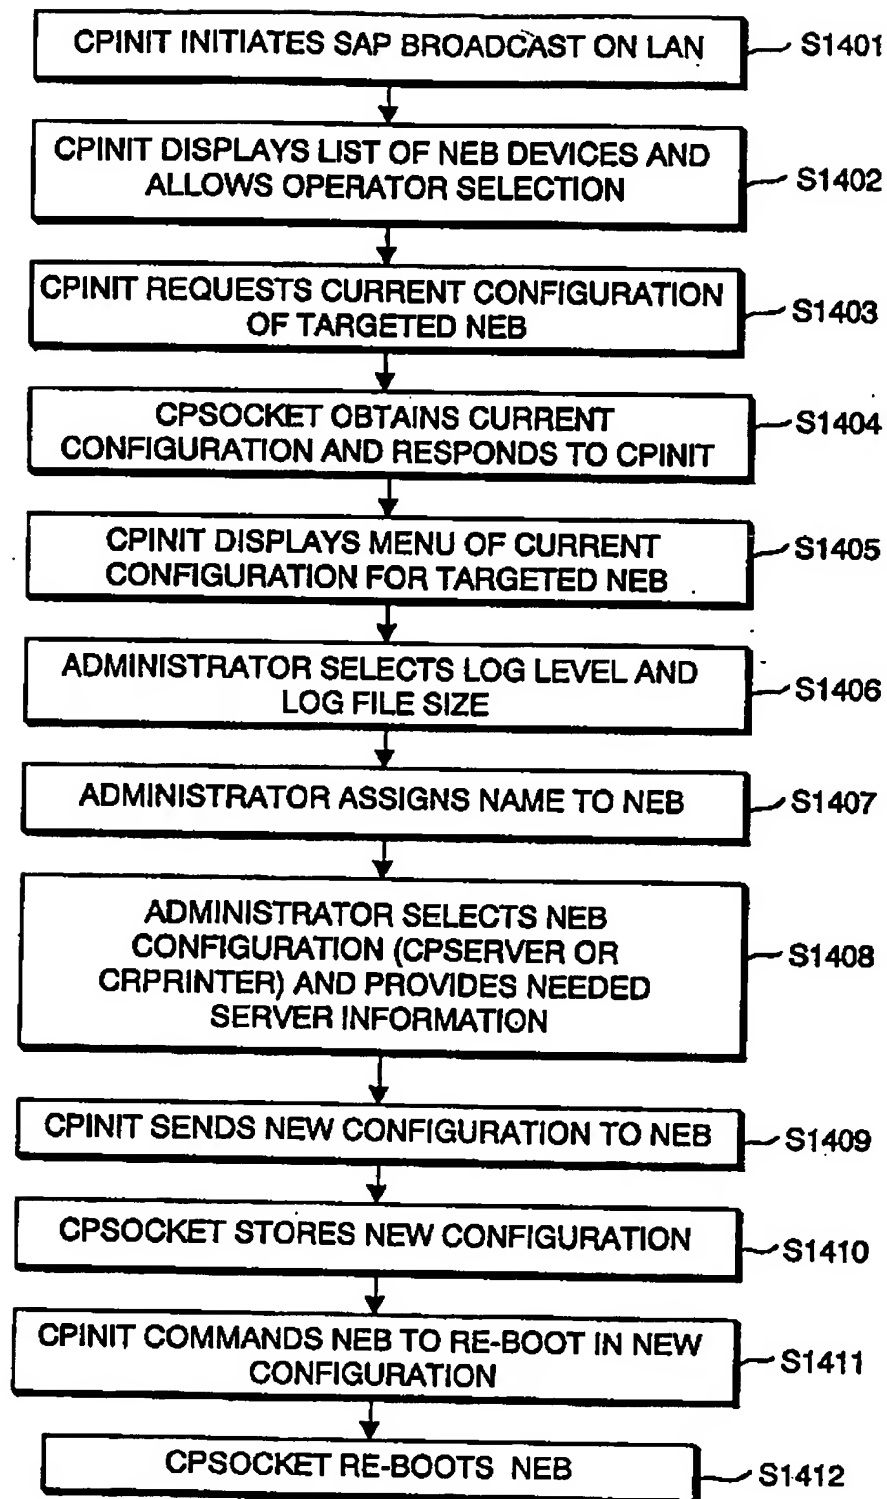 CPINIT INITIATES SAP BROADCAST ON LAN
S1401
CPINIT DISPLAYS LIST OF NEB DEVICES AND
ALLOWS OPERATOR SELECTION
S1402
CPINIT REQUESTS CURRENT CONFIGURATION
OF TARGETED NEB
S1403
CPSOCKET OBTAINS CURRENT
CONFIGURATION AND RESPONDS TO CPINIT
S1404
CPINIT DISPLAYS MENU OF CURRENT
CONFIGURATION FOR TARGETED NEB
S1405
ADMINISTRATOR SELECTS LOG LEVEL AND
LOG FILE SIZE
S1406
ADMINISTRATOR ASSIGNS NAME TO NEB
S1407
ADMINISTRATOR SELECTS NEB
CONFIGURATION (CPSERVER OR
CRPRINTER) AND PROVIDES NEEDED
SERVER INFORMATION
S1408
CPINIT SENDS NEW CONFIGURATION TO NEB
S1409
CPSOCKET STORES NEW CONFIGURATION
S1410
CPINIT COMMANDS NEB TO RE-BOOT IN NEW
CONFIGURATION
S1411
CPSOCKET RE-BOOTS NEB
S1412